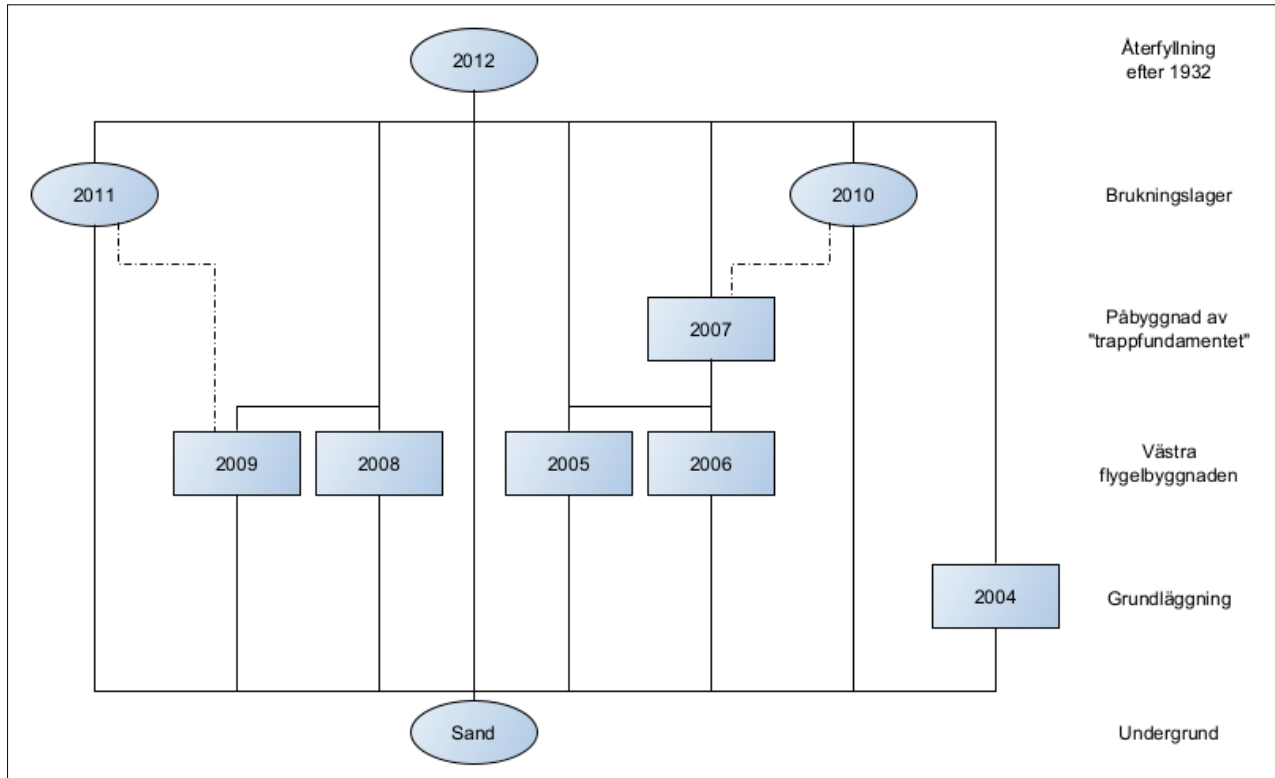 2012
Återfyllning
efter 1932
2011
2010
Brukningslager
2007
Påbyggnad av
"trappfundamentet"
2009
2008
2005
2006
Västra
flygelbyggnaden
2004
Grundläggning
Sand
Undergrund